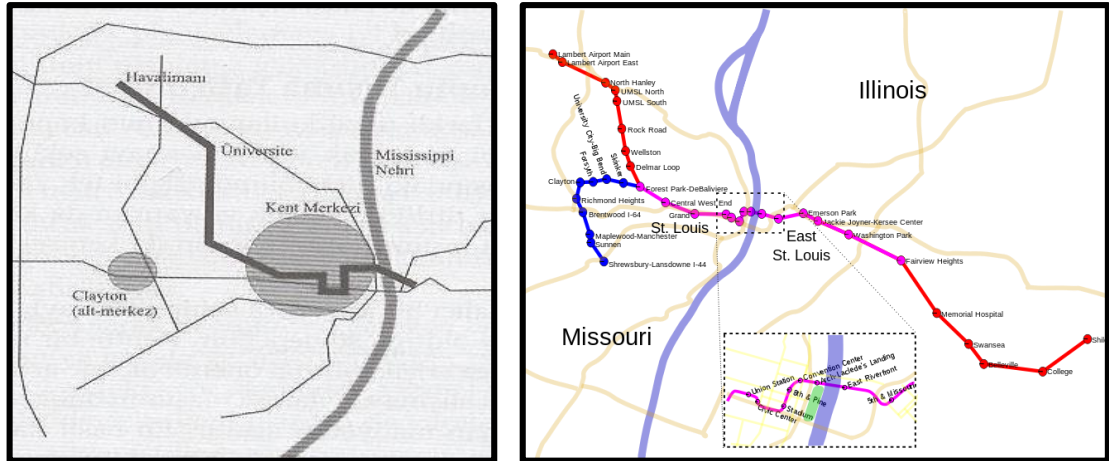 Havalimanı
Üniversite
Mississippi
Nehri
Kent Merkezi
Clayton
(alt-merkez)
Lambert Airport Main
Lambert Airport East
North Hanley
UMSL North
UMSL South
Rock Road
Wellston
Delmar Loop
University City-Big Bend
Forsyth
Skinker
Clayton
Forest Park-DeBaliviere
Richmond Heights
Central West End
Brentwood I-64
Grand
St. Louis
Maplewood-Manchester
Sunnen
Shrewsbury-Lansdowne I-44
Illinois
Emerson Park
Jackie Joyner-Kersee Center
Washington Park
East
St. Louis
Fairview Heights
Memorial Hospital
Swansea
Belleville
College
Shil
Missouri
Union Station
Civic Center
Stadium
8th & Pine
Convention Center
Arch-Laclede's Landing
East Riverfront
5th & Missouri